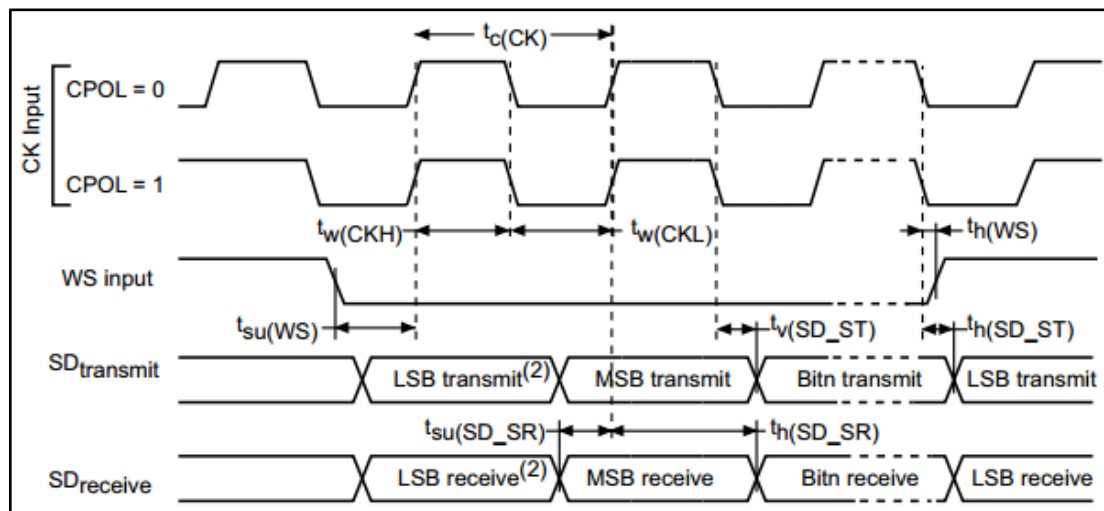 tc(CK)
CK Input
CPOL = 0
CPOL = 1
tw(CKH)
tw(CKL)
th(WS)
WS input
tsu(WS)
tv(SD_ST)
th(SD_ST)
SDtransmit
LSB transmit(2)
MSB transmit
Bitn transmit
LSB transmit
tsu(SD_SR)
th(SD_SR)
SDreceive
LSB receive(2)
MSB receive
Bitn receive
LSB receive